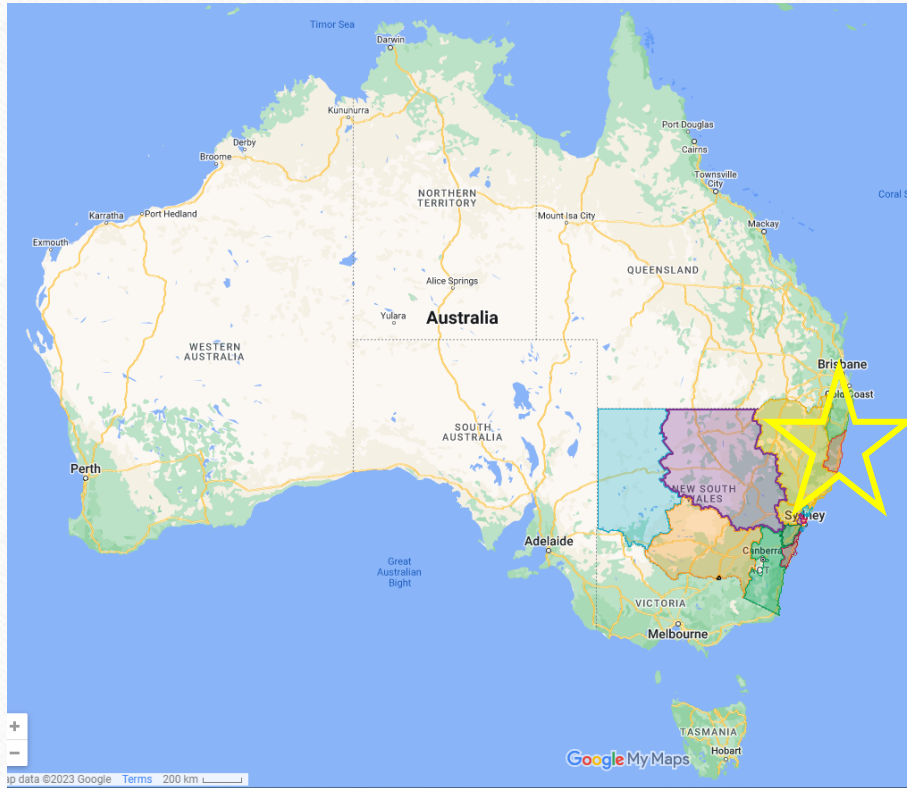 Timor Sea
Darwin
Kununurra
Port Douglas
Derby
Cairns
Broome
Townsville
City
NORTHERN
TERRITORY
Coral S
Karratha
Port Hedland
Mount Isa City
Mackay
Exmouth
QUEENSLAND
Alice Springs
Yulara
Australia
WESTERN
AUSTRALIA
Brisbane
Gold Coast
SOUTH
AUSTRALIA
Perth
NEW SOUTH
WALES
Sydney
Adelaide
Canberra
Great
Australian
Bight
VICTORIA
Melbourne
TASMANIA
Hobart
+
−
Google My Maps
ap data ©2023 Google Terms 200 km